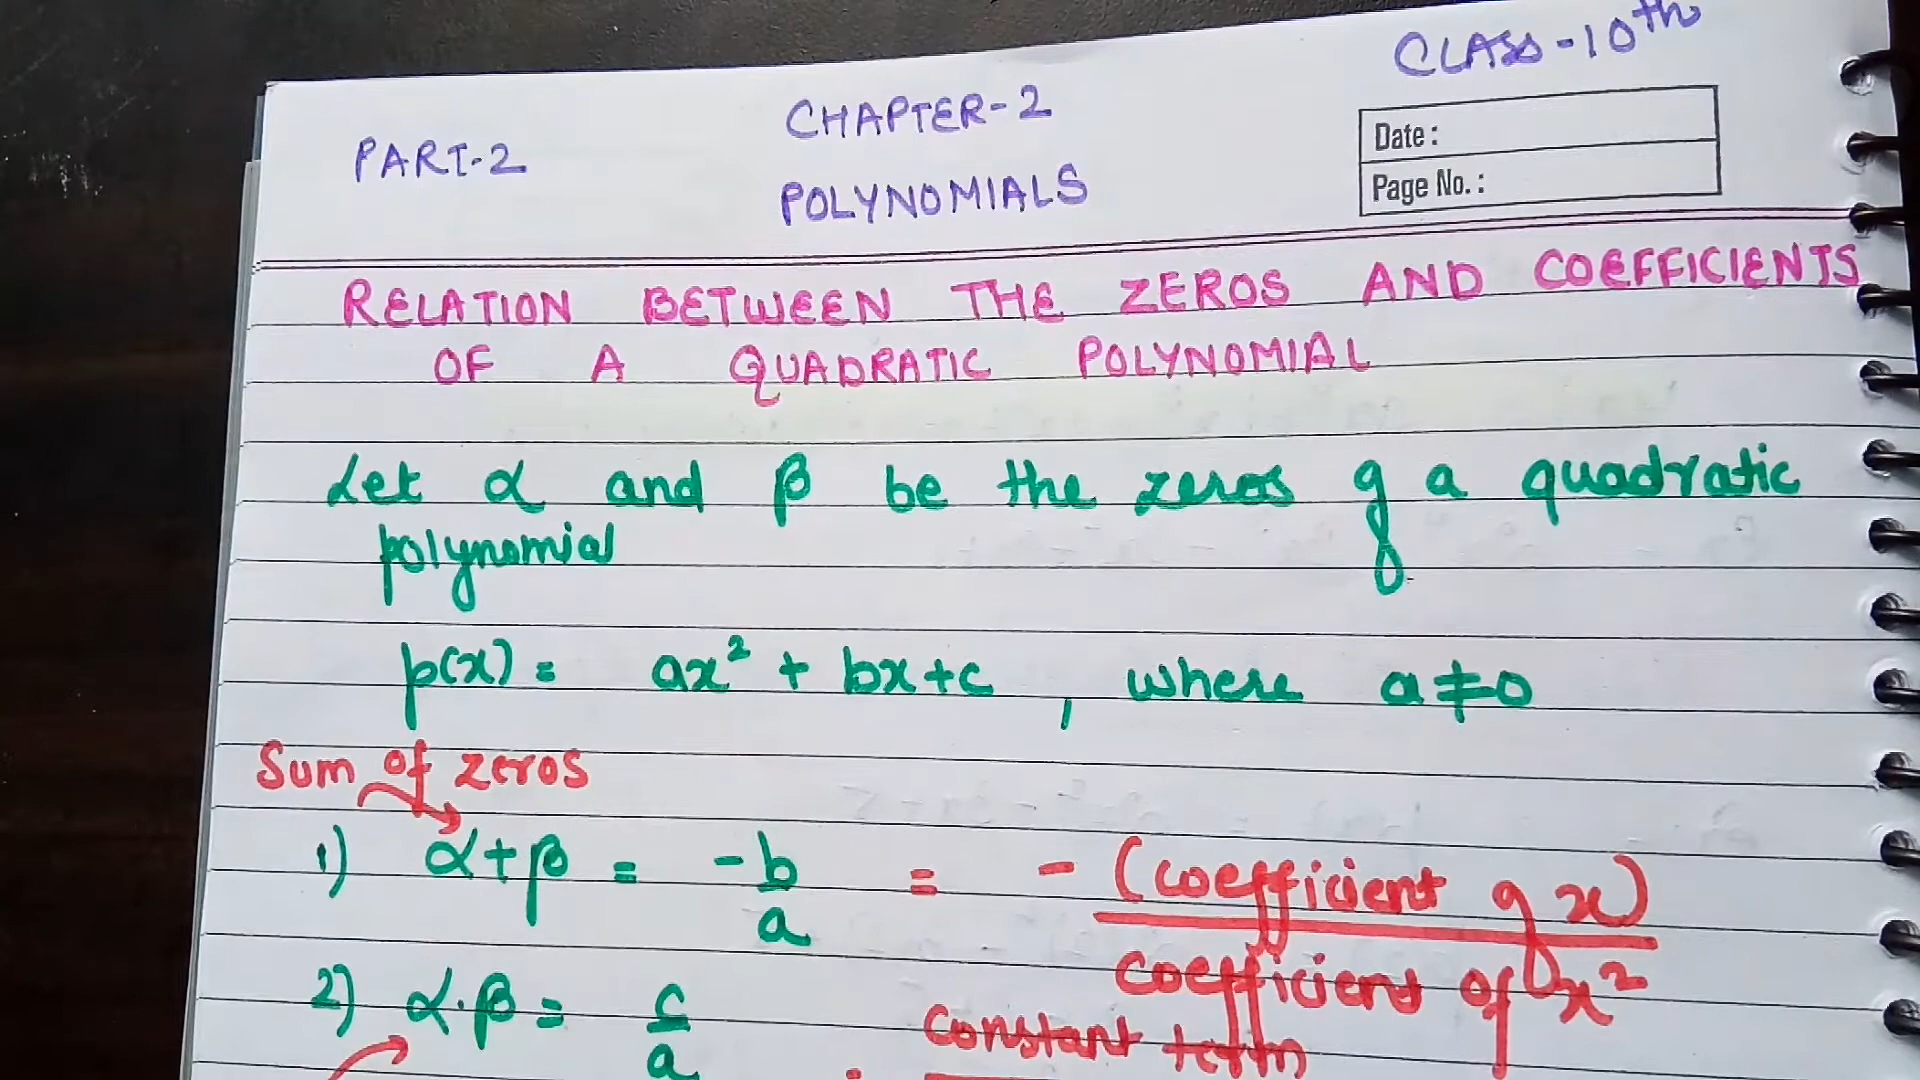 CLASS-10th
PART-2
CHAPTER-2
POLYNOMIALS
Date:
Page No.:
RELATION BETWEEN THE ZEROS AND COEFFICIENTS
OF A QUADRATIC POLYNOMIAL
Let α and β be the zeros of a quadratic
polynomial
p(x) = ax² + bx+c, where a≠0
Sum of zeros
1) α+β = -b/a = -(coefficient of x)/coefficient of x²
2) α.β = c/a = constant term